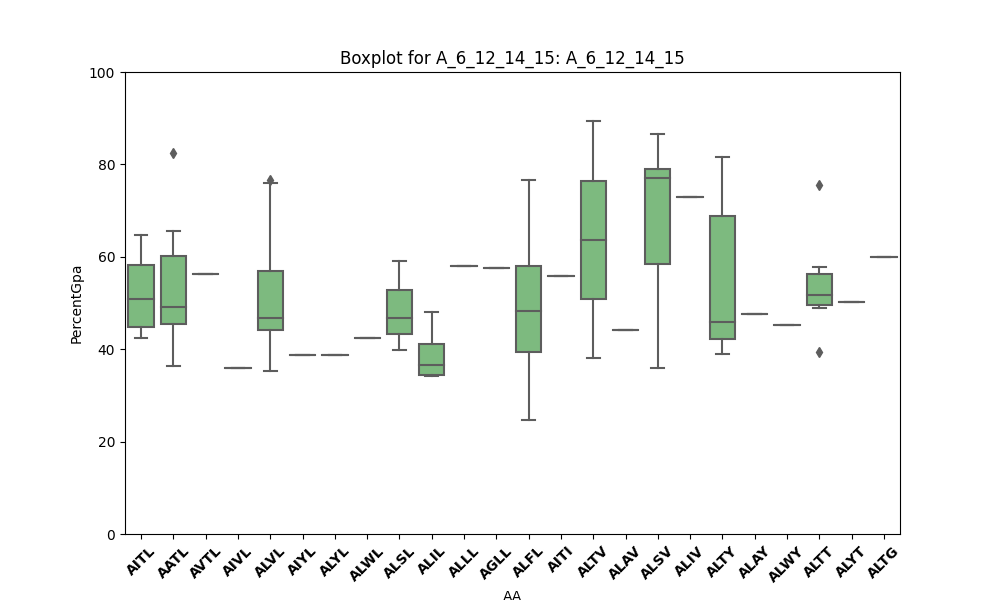 Boxplot for A_6_12_14_15: A_6_12_14_15
100
80
60
40
20
0
PercentGpa
AITL AATL AVTL AIVL ALVL AIYL ALYL ALWL ALSL ALIL ALLL AGLL ALFL AITI ALTV ALAV ALSV ALIV ALTY ALAY ALWY ALTT ALYT ALTG
AA